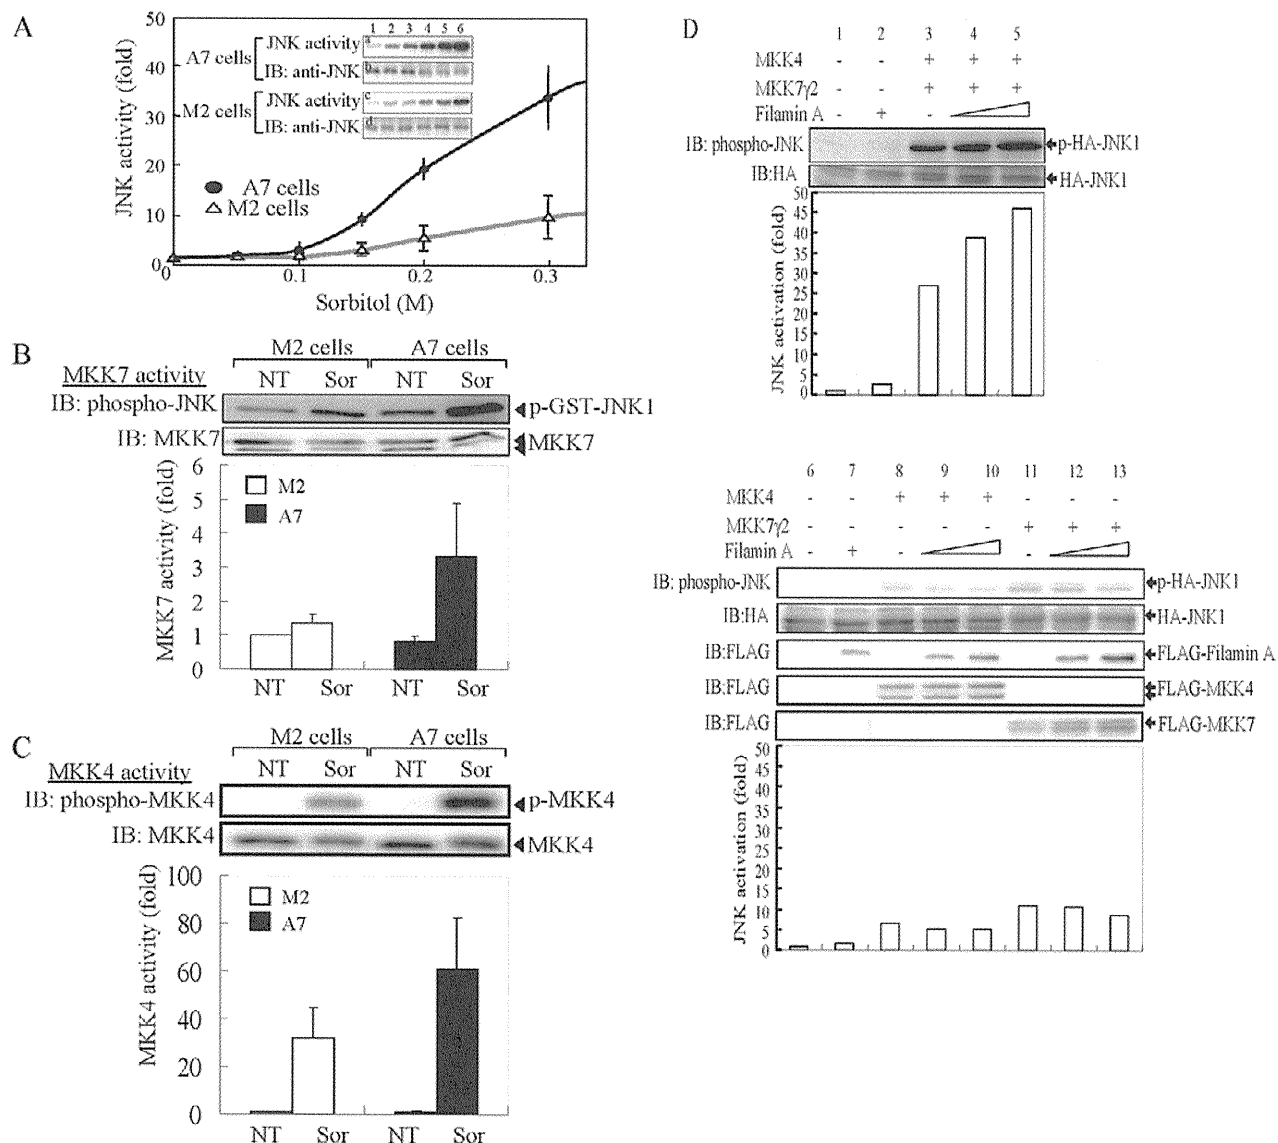 A
50
40
30
20
10
0
JNK activity (fold)
1 2 3 4 5 6
A7 cells
JNK activity
a
IB: anti-JNK
b
M2 cells
JNK activity
c
IB: anti-JNK
d
A7 cells
M2 cells
0 0.1 0.2 0.3
Sorbitol (M)
B
M2 cells A7 cells
MKK7 activity
NT Sor NT Sor
IB: phospho-JNK
p-GST-JNK1
IB: MKK7
MKK7
6
5
4
3
2
1
0
MKK7 activity (fold)
M2
A7
NT Sor NT Sor
C
M2 cells A7 cells
MKK4 activity
NT Sor NT Sor
IB: phospho-MKK4
p-MKK4
IB: MKK4
MKK4
100
80
60
40
20
0
MKK4 activity (fold)
M2
A7
NT Sor NT Sor
D
1 2 3 4 5
MKK4 - - + + +
MKK7γ2 - - + + +
Filamin A - + -
IB: phospho-JNK
p-HA-JNK1
IB:HA
HA-JNK1
50
45
40
35
30
25
20
15
10
5
0
JNK activation (fold)
6 7 8 9 10 11 12 13
MKK4 - - + + + - - -
MKK7γ2 - - - - - + + +
Filamin A - + - -
IB: phospho-JNK
p-HA-JNK1
IB:HA
HA-JNK1
IB:FLAG
FLAG-Filamin A
IB:FLAG
FLAG-MKK4
IB:FLAG
FLAG-MKK7
50
45
40
35
30
25
20
15
10
5
0
JNK activation (fold)